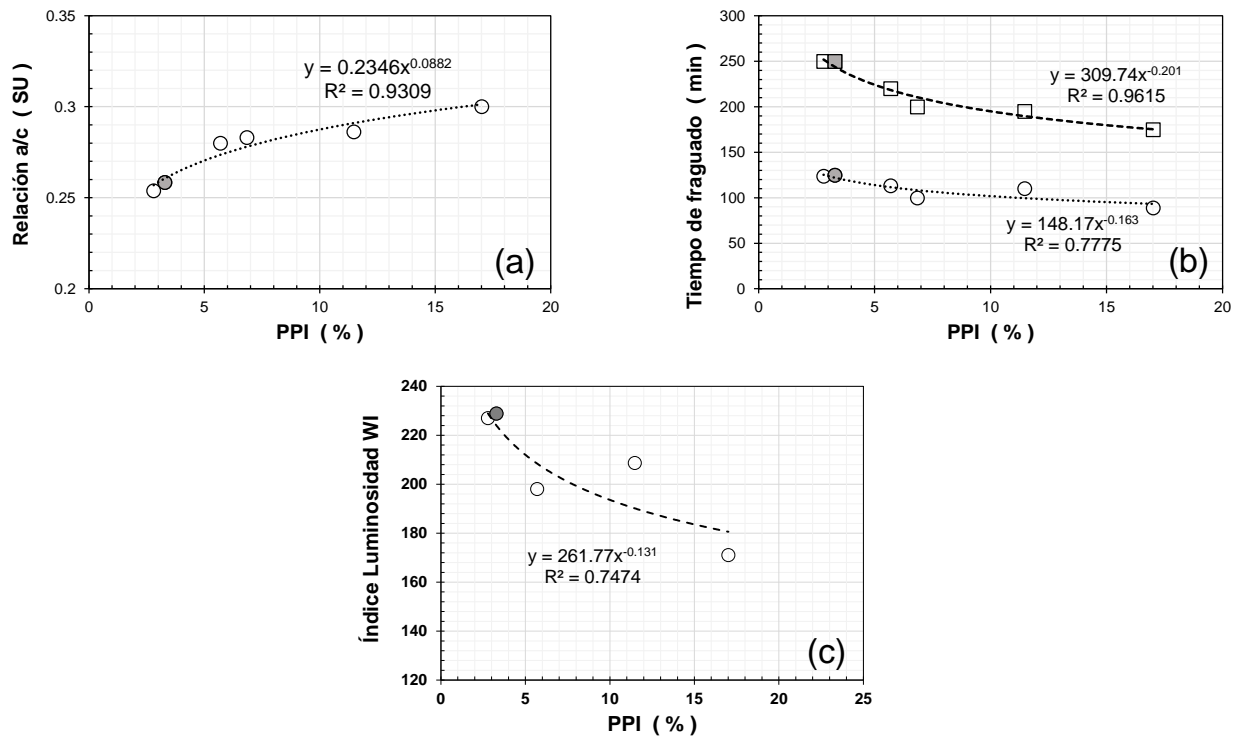 Relación a/c ( SU )
0.35
0.3
0.25
0.2
y = 0.2346x^0.0882
R² = 0.9309
(a)
0 5 10 15 20
PPI ( % )
Tiempo de fraguado ( min )
300
250
200
150
100
50
0
y = 309.74x^-0.201
R² = 0.9615
y = 148.17x^-0.163
R² = 0.7775
(b)
0 5 10 15 20
PPI ( % )
Índice Luminosidad WI
240
220
200
180
160
140
120
y = 261.77x^-0.131
R² = 0.7474
(c)
0 5 10 15 20 25
PPI ( % )